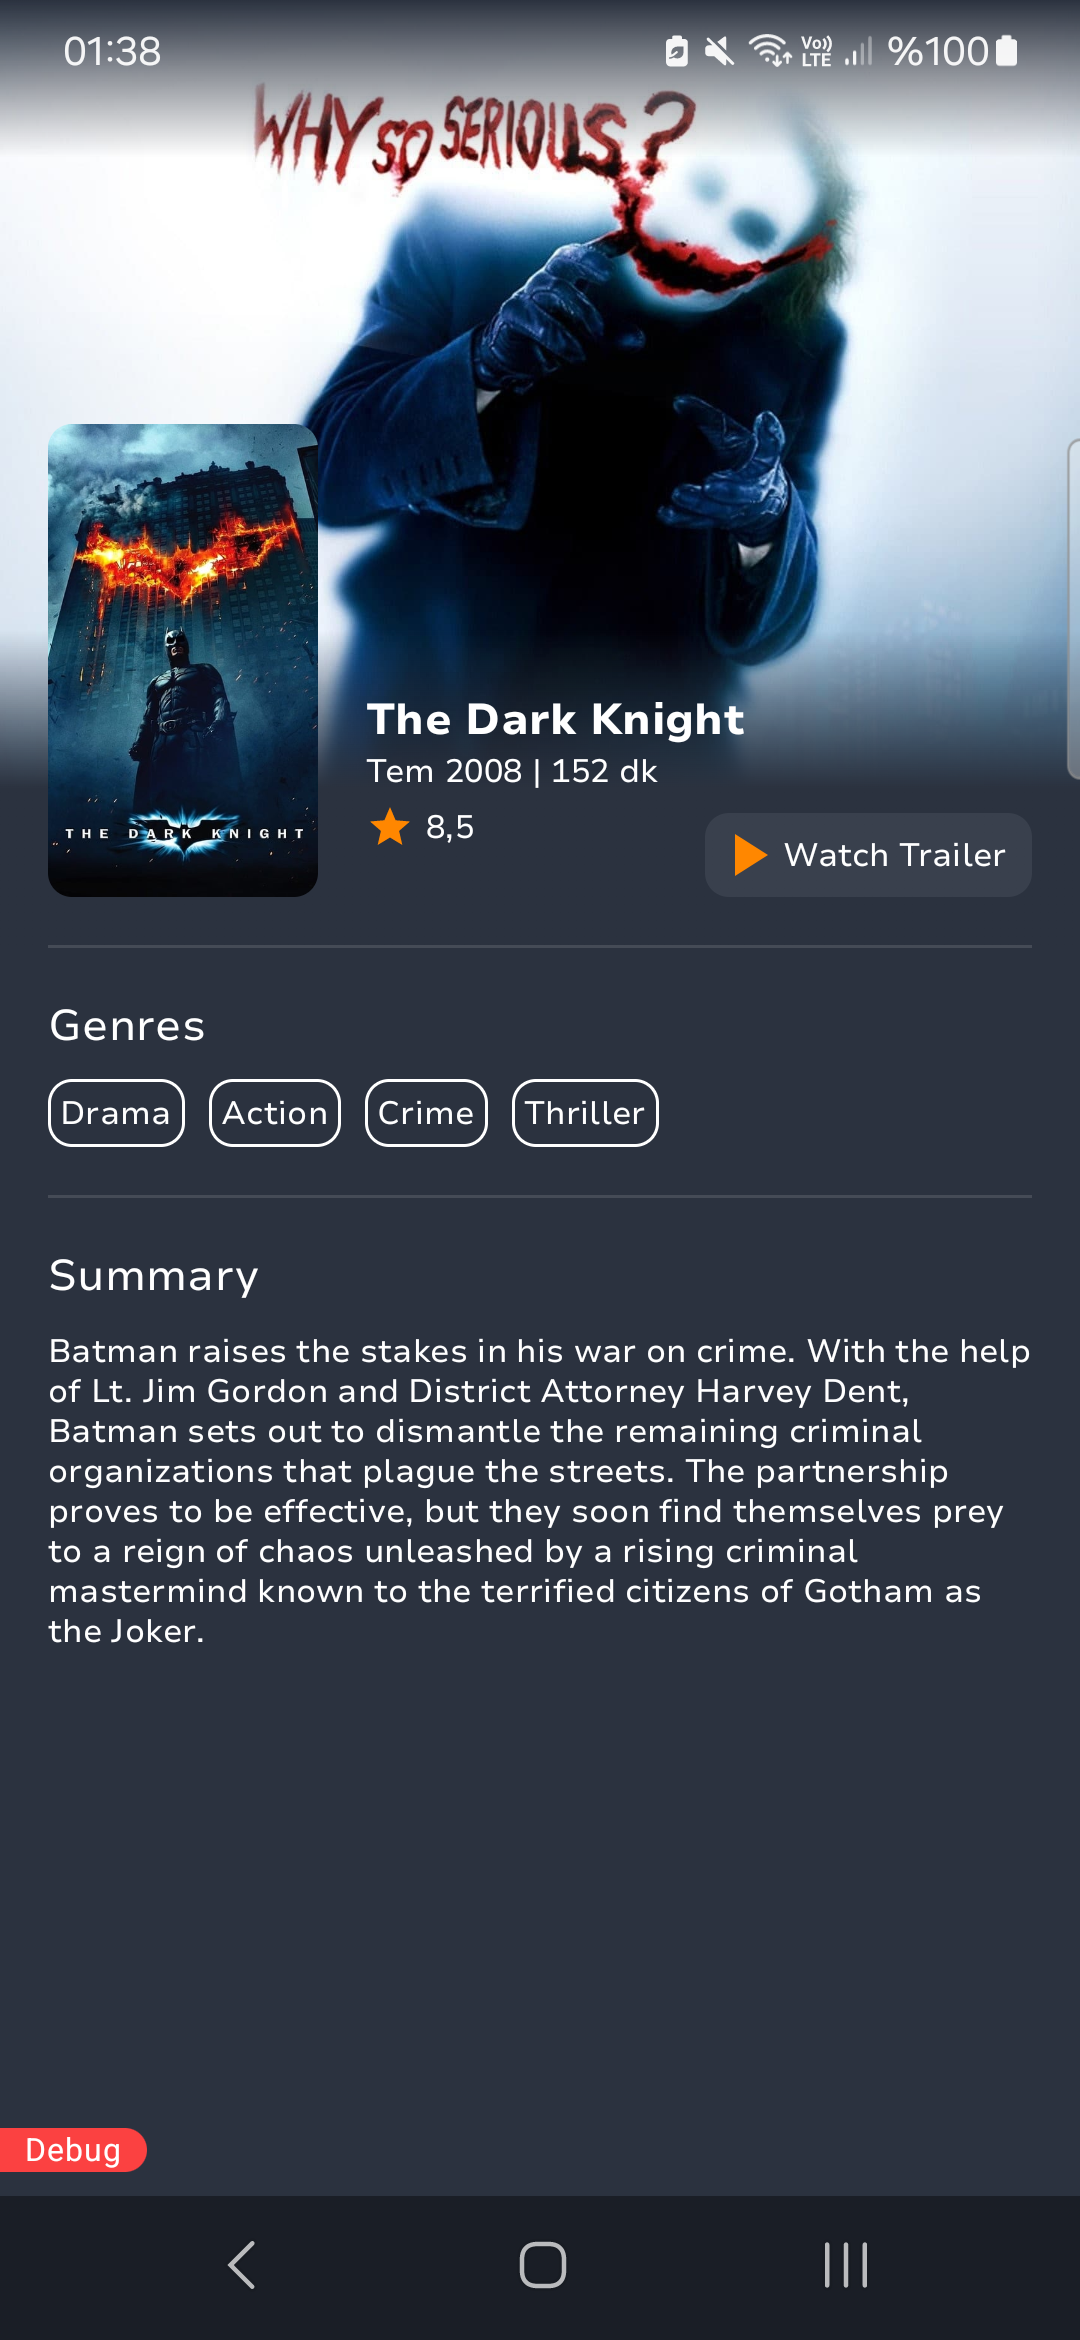 01:38
Vo)) LTE %100
WHY SO SERIOUS?
THE DARK KNIGHT
The Dark Knight
Tem 2008 | 152 dk
8,5
Watch Trailer
Genres
Drama Action Crime Thriller
Summary
Batman raises the stakes in his war on crime. With the help
of Lt. Jim Gordon and District Attorney Harvey Dent,
Batman sets out to dismantle the remaining criminal
organizations that plague the streets. The partnership
proves to be effective, but they soon find themselves prey
to a reign of chaos unleashed by a rising criminal
mastermind known to the terrified citizens of Gotham as
the Joker.
Debug